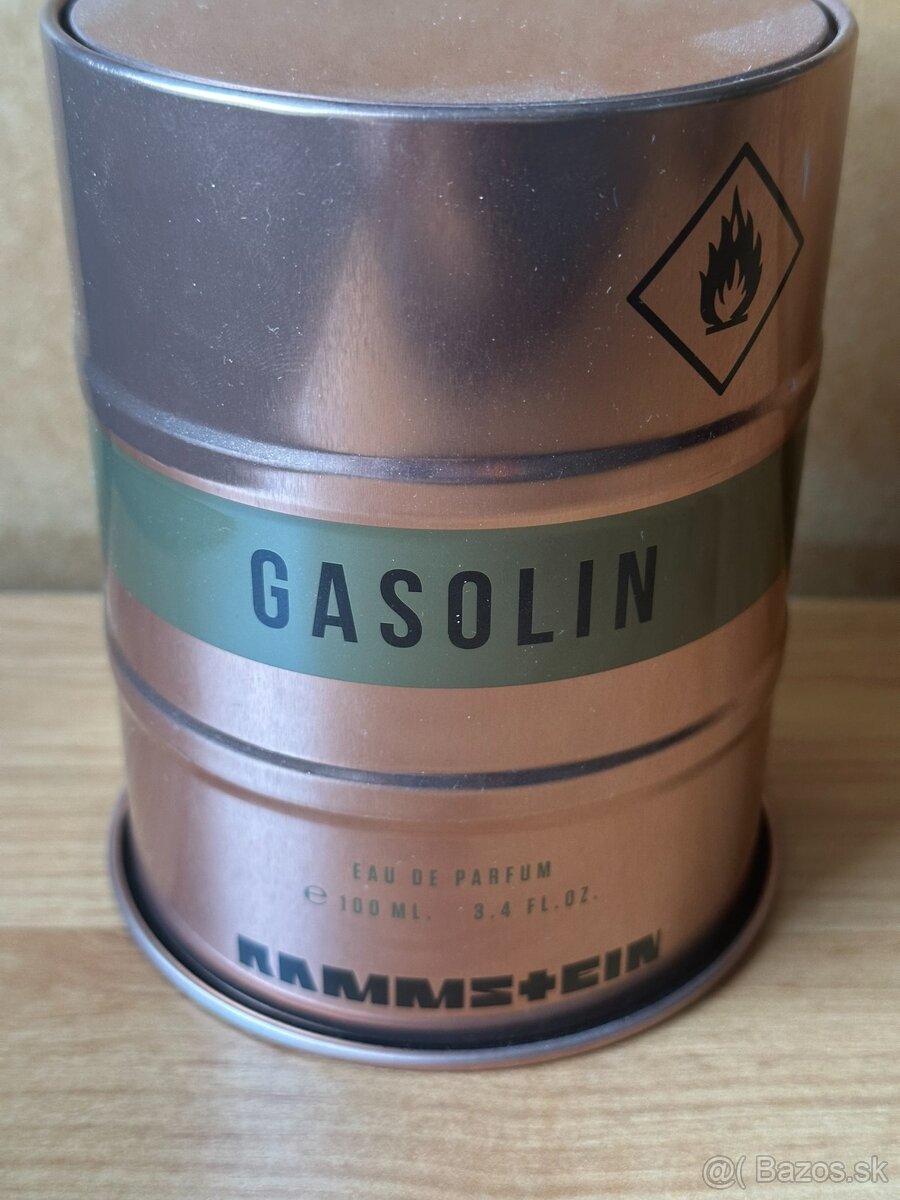 GASOLIN
EAU DE PARFUM
℮ 100 ML. 3.4 FL.OZ.
RAMMSTEIN
@( Bazos.sk